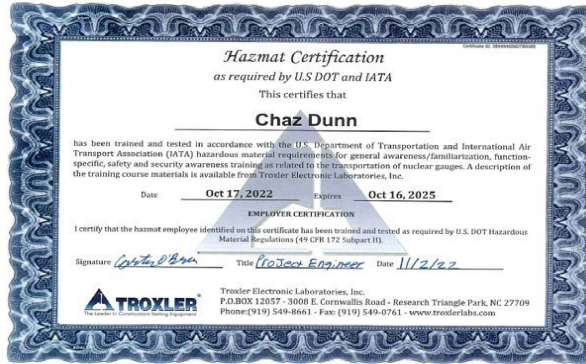 Hazmat Certification
as required by U.S DOT and IATA
This certifies that
Chaz Dunn
has been trained and tested in accordance with the U.S. Department of Transportation and International Air
Transport Association (IATA) hazardous material requirements for general awareness/familiarization, function-
specific, safety and security awareness training as related to the transportation of nuclear gauges. A description of
the training course materials is available from Troxler Electronic Laboratories, Inc.
Date Oct 17, 2022 Expires Oct 16, 2025
EMPLOYER CERTIFICATION
I certify that the hazmat employee identified on this certificate has been trained and tested as required by U.S. DOT Hazardous
Material Regulations (49 CFR 172 Subpart H).
Signature Title Project Engineer Date 11/2/22
TROXLER
The Leader in Construction Testing Equipment
Troxler Electronic Laboratories, Inc.
P.O.BOX 12057 - 3008 E. Cornwallis Road - Research Triangle Park, NC 27709
Phone:(919) 549-8661 - Fax: (919) 549-0761 - www.troxlerlabs.com
Certificate ID: